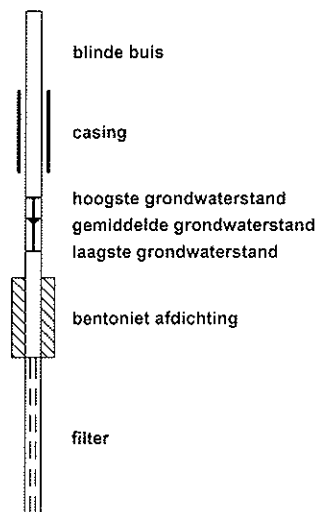 blinde buis
casing
hoogste grondwaterstand
gemiddelde grondwaterstand
laagste grondwaterstand
bentoniet afdichting
filter